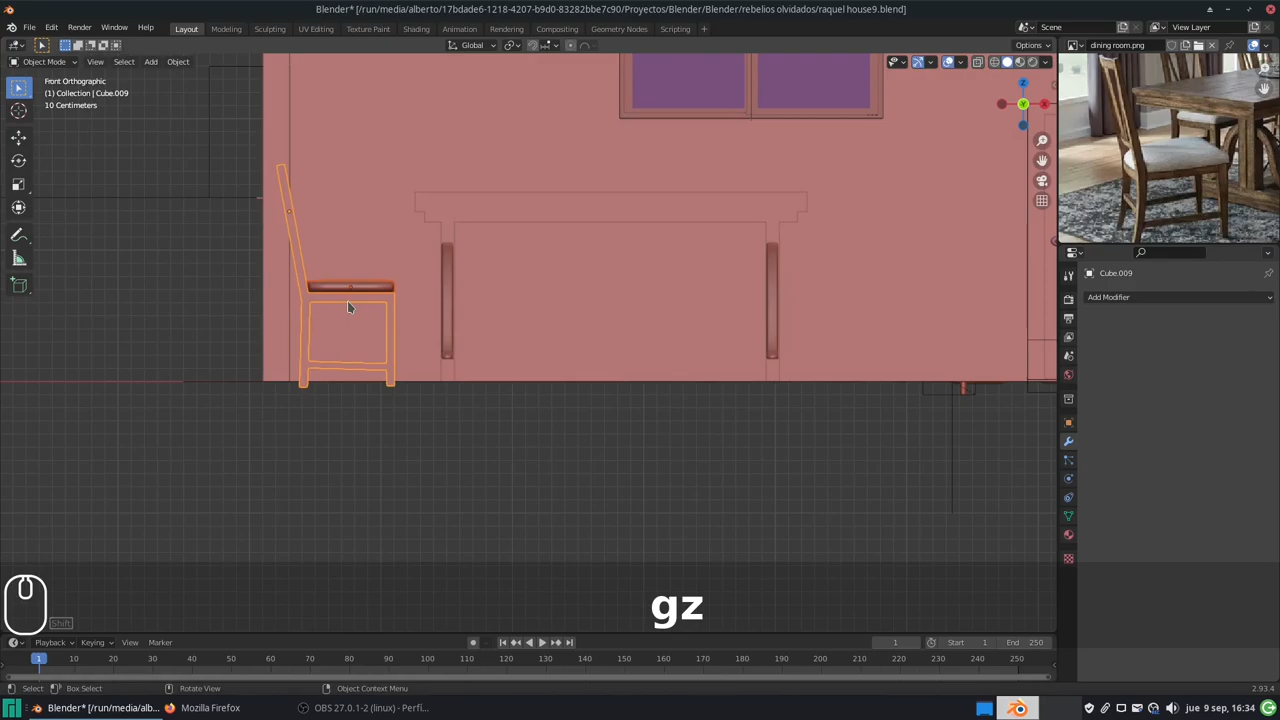 Blender* [/run/media/alberto/17bdade6-1218-4207-b9d0-83282bbe7c90/Proyectos/Blender/Blender/rebelios olvidados/raquel house9.blend]
File Edit Render Window Help Layout Modeling Sculpting UV Editing Texture Paint Shading Animation Rendering Compositing Geometry Nodes Scripting + Scene View Layer
Global Options dining room.png
Object Mode View Select Add Object
Front Orthographic
(1) Collection | Cube.009
10 Centimeters
Z
Y
X
Cube.009
Add Modifier
gz
Shift
Playback Keying View Marker 1 Start 1 End 250
1 10 20 30 40 50 60 70 80 90 100 110 120 130 140 150 160 170 180 190 200 210 220 230 240 250
Select Box Select Rotate View Object Context Menu 2.93.4
Blender* [/run/media/alb... Mozilla Firefox OBS 27.0.1-2 (linux) - Perfi... jue 9 sep, 16:34